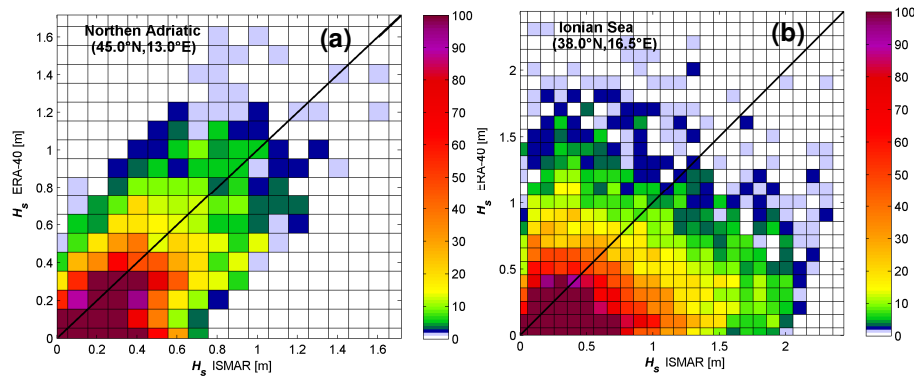 Northen Adriatic
(45.0°N,13.0°E)
(a)
1.6
1.4
1.2
1
0.8
0.6
0.4
0.2
0
ERA-40 [m]
Hs
0 0.2 0.4 0.6 0.8 1 1.2 1.4 1.6
Hs ISMAR [m]
100
90
80
70
60
50
40
30
20
10
0
Ionian Sea
(38.0°N,16.5°E)
(b)
2
1.5
1
0.5
0
ERA-40 [m]
Hs
0 0.5 1 1.5 2
Hs ISMAR [m]
100
90
80
70
60
50
40
30
20
10
0